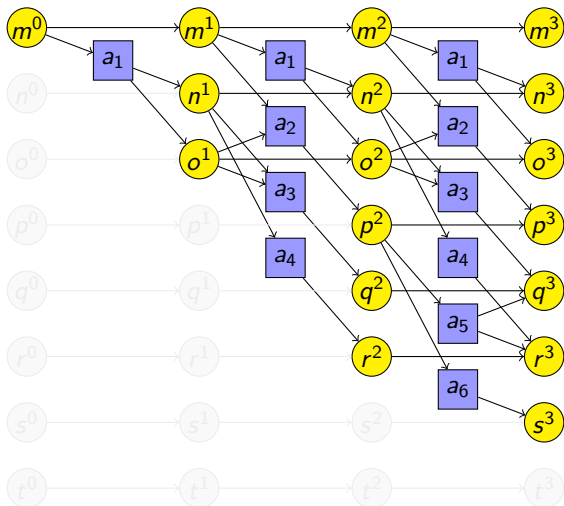 m⁰ m¹ m² m³
a₁ a₁ a₁
n⁰ n¹ n² n³
a₂ a₂
o⁰ o¹ o² o³
a₃ a₃
p⁰ p¹ p² p³
a₄ a₄
q⁰ q¹ q² q³
a₅
r⁰ r¹ r² r³
a₆
s⁰ s¹ s² s³
t⁰ t¹ t² t³